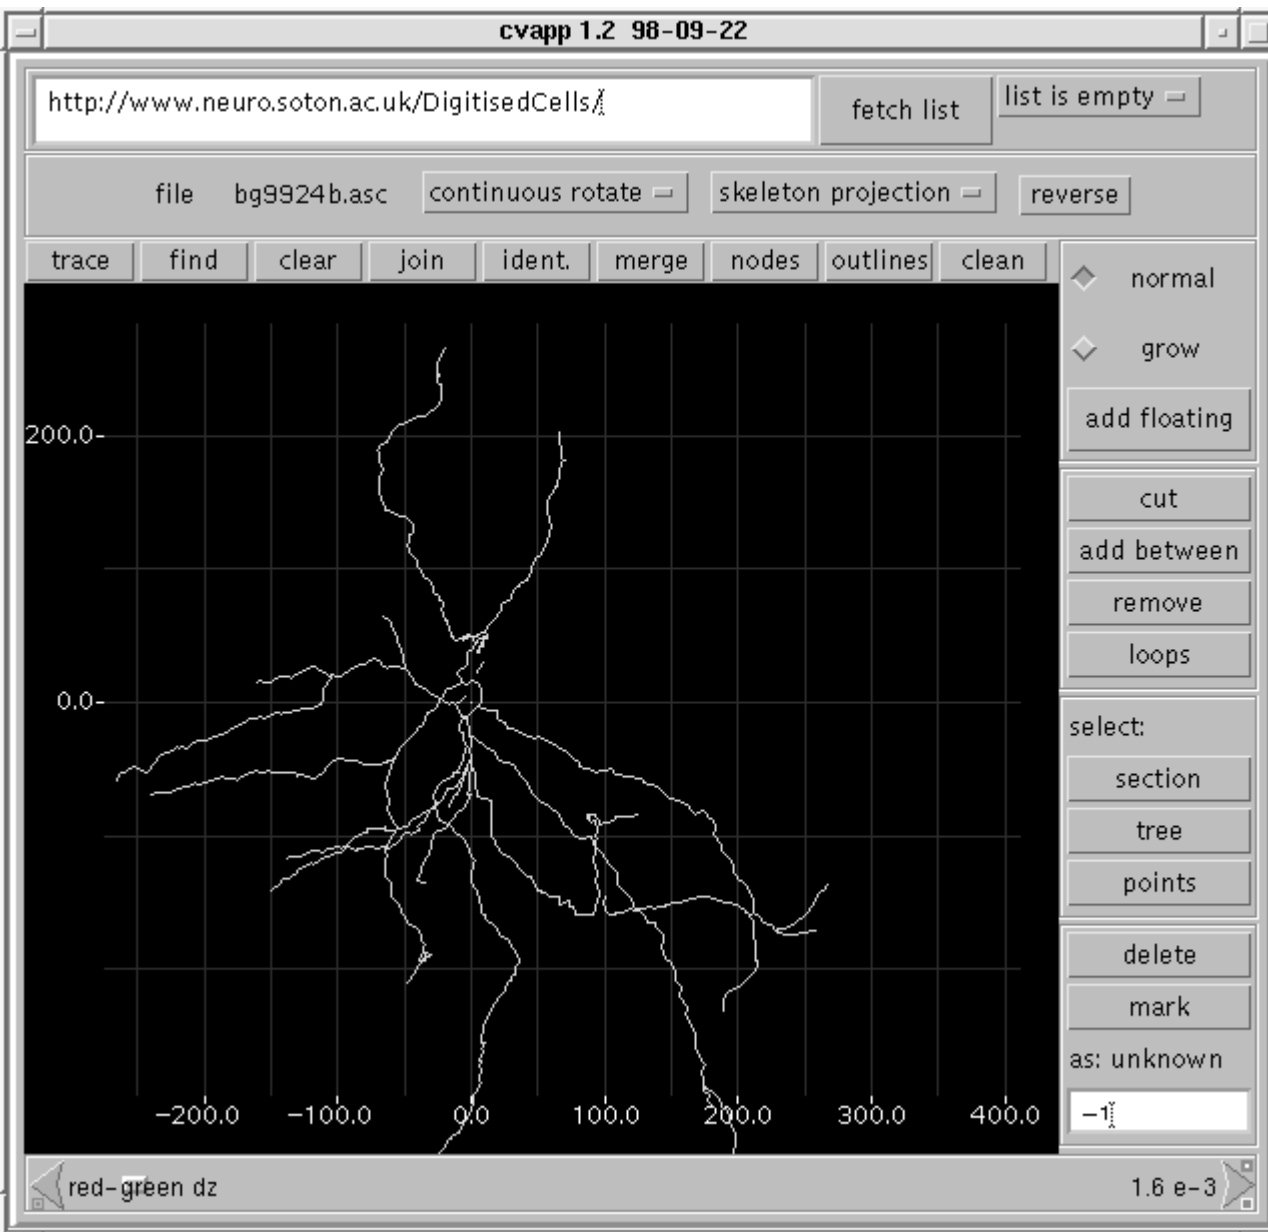 cvapp 1.2 98-09-22
http://www.neuro.soton.ac.uk/DigitisedCells/
fetch list
list is empty
file bg9924b.asc continuous rotate skeleton projection reverse
trace find clear join ident. merge nodes outlines clean
normal
grow
add floating
cut
add between
remove
loops
select:
section
tree
points
delete
mark
as: unknown
-1
200.0-
0.0-
-200.0 -100.0 0.0 100.0 200.0 300.0 400.0
red-green dz 1.6 e-3